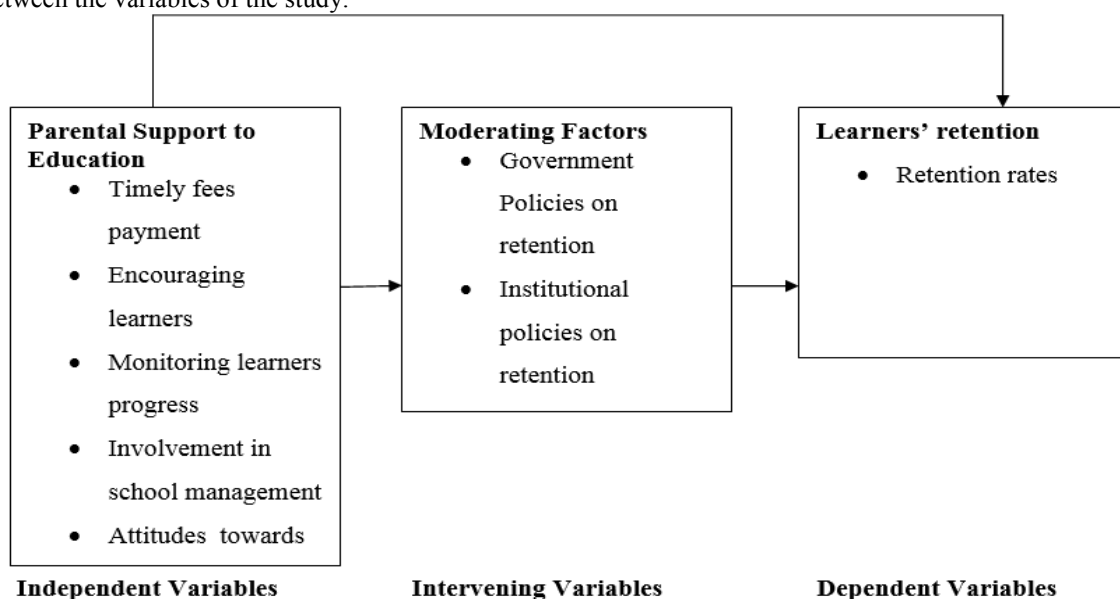 between the variables of the study.
Parental Support to
Education
• Timely fees
payment
• Encouraging
learners
• Monitoring learners
progress
• Involvement in
school management
• Attitudes towards
Moderating Factors
• Government
Policies on
retention
• Institutional
policies on
retention
Learners’ retention
• Retention rates
Independent Variables
Intervening Variables
Dependent Variables